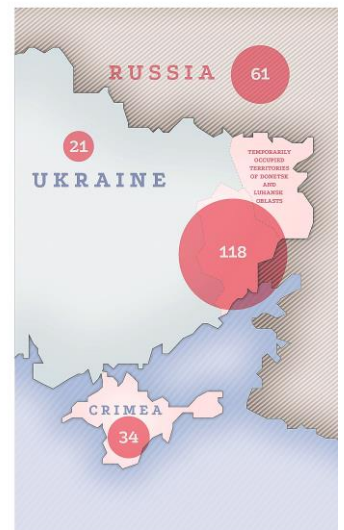 RUSSIA 61
21
UKRAINE
TEMPORARILY
OCCUPIED
TERRITORIES
OF DONETSK
AND
LUHANSK
OBLASTS
118
CRIMEA
34